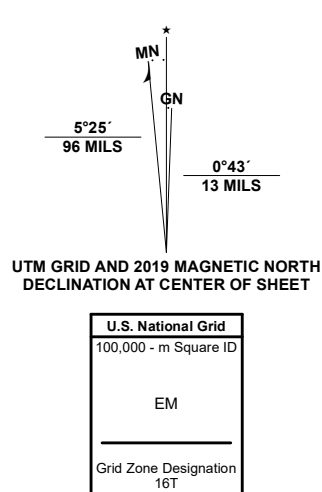 ★
MN
GN
5°25´
96 MILS
0°43´
13 MILS
UTM GRID AND 2019 MAGNETIC NORTH
DECLINATION AT CENTER OF SHEET
U.S. National Grid
100,000 - m Square ID
EM
Grid Zone Designation
16T